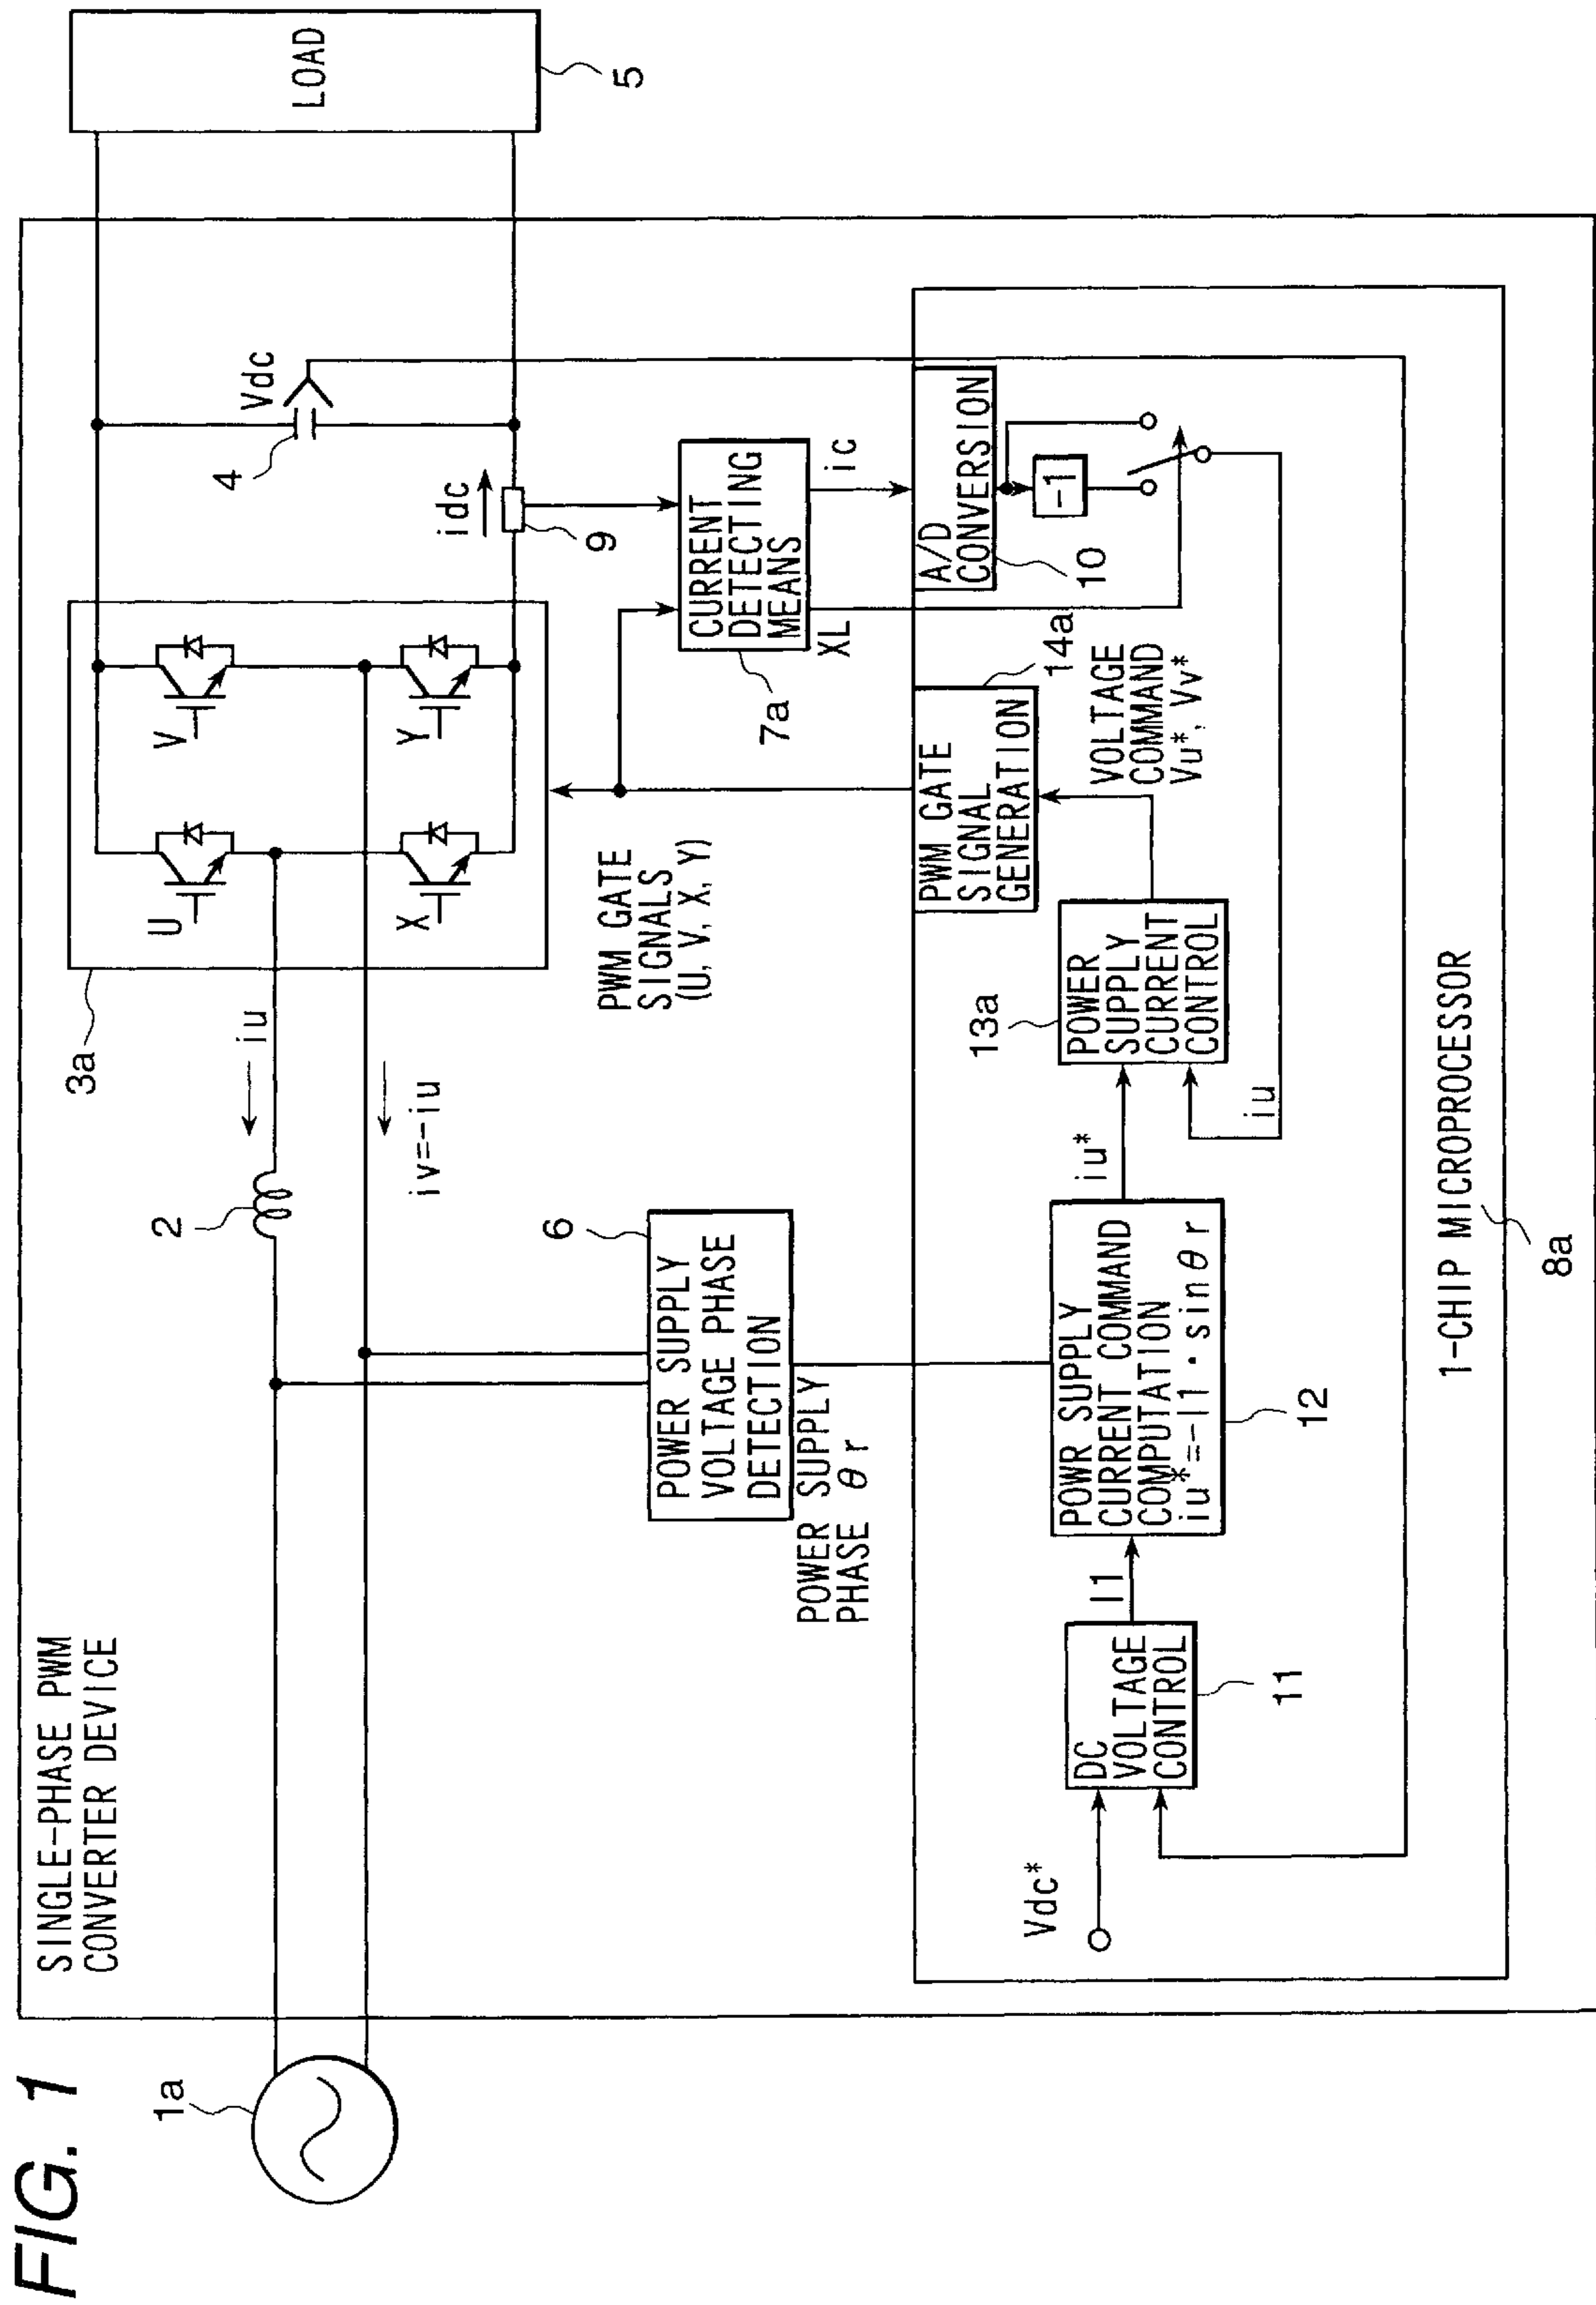 FIG. 1
SINGLE-PHASE PWM
CONVERTER DEVICE
1a
2
iu
iv=-iu
3a
U
V
X
Y
idc
9
4
Vdc
LOAD
5
6
POWER SUPPLY
VOLTAGE PHASE
DETECTION
POWER SUPPLY
PHASE θr
PWM GATE
SIGNALS
(U, V, X, Y)
CURRENT
DETECTING
MEANS
7a
XL
ic
PWM GATE
SIGNAL
GENERATION
14a
A/D
CONVERSION
10
-1
VOLTAGE
COMMAND
Vu*, Vv*
Vdc*
DC
VOLTAGE
CONTROL
11
I1
POWR SUPPLY
CURRENT COMMAND
COMPUTATION
iu*=-I1·sinθr
12
iu*
13a
POWER
SUPPLY
CURRENT
CONTROL
iu
1-CHIP MICROPROCESSOR
8a